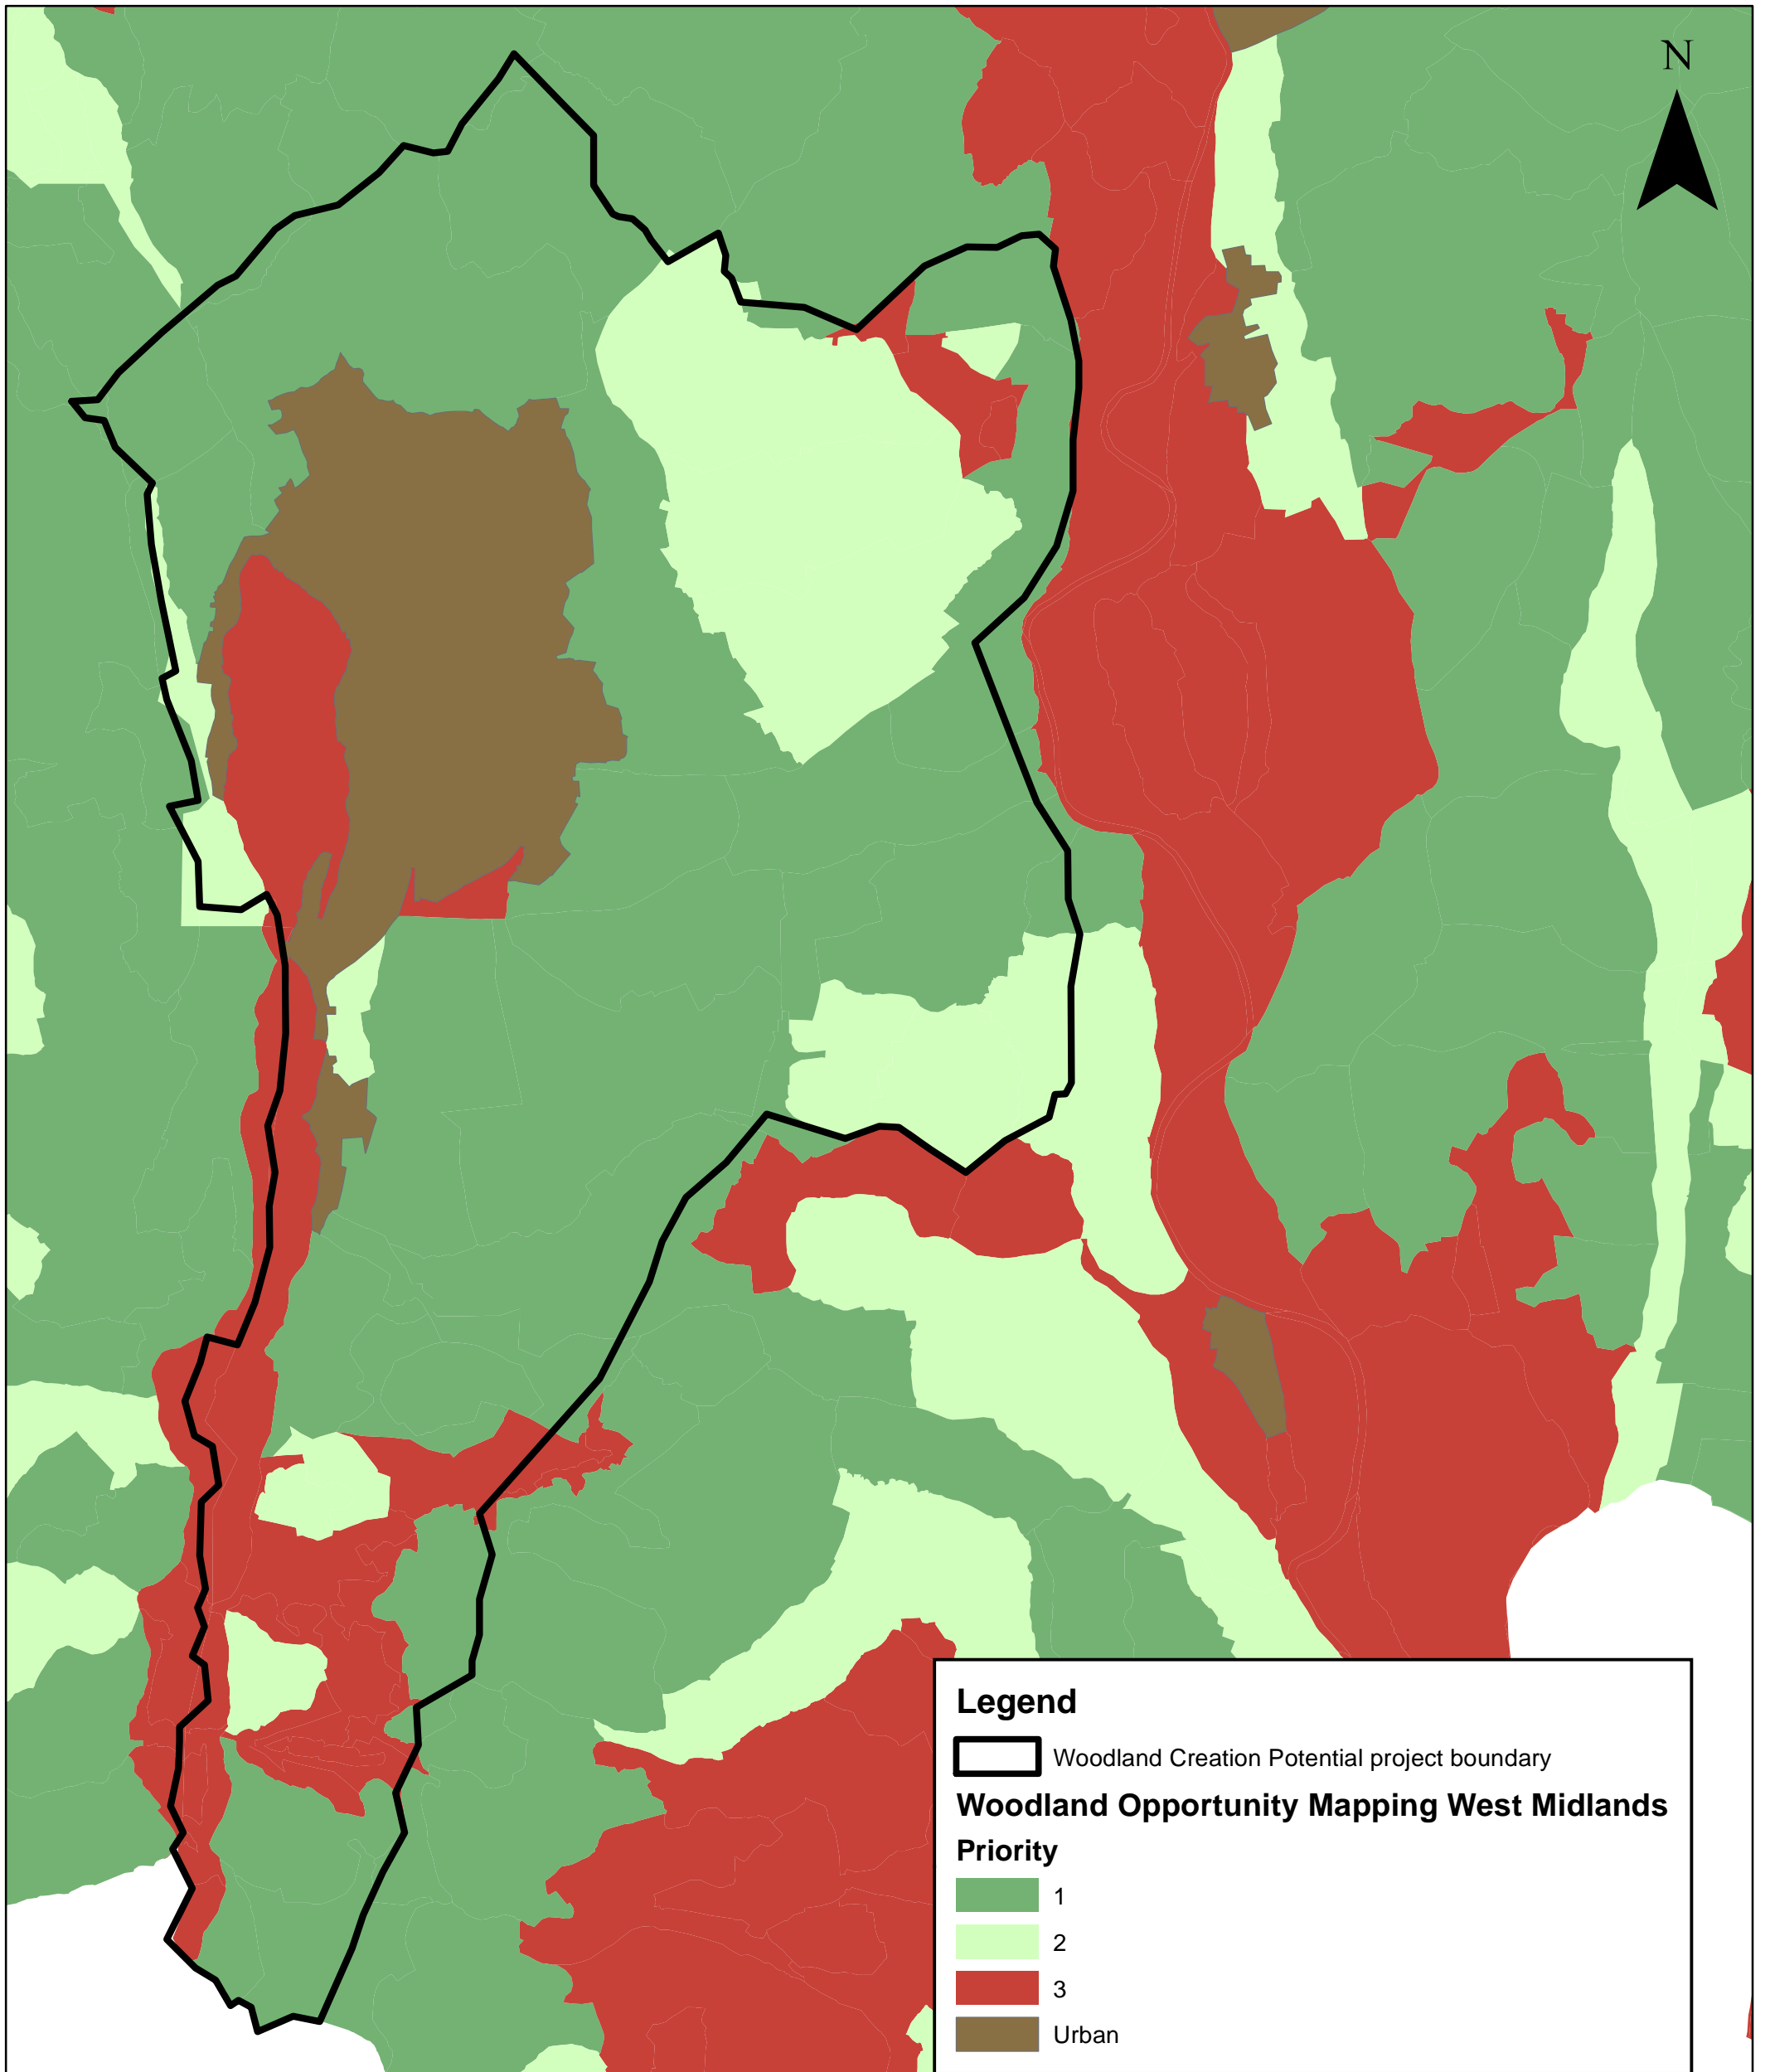 N
Legend
Woodland Creation Potential project boundary
Woodland Opportunity Mapping West Midlands
Priority
1
2
3
Urban